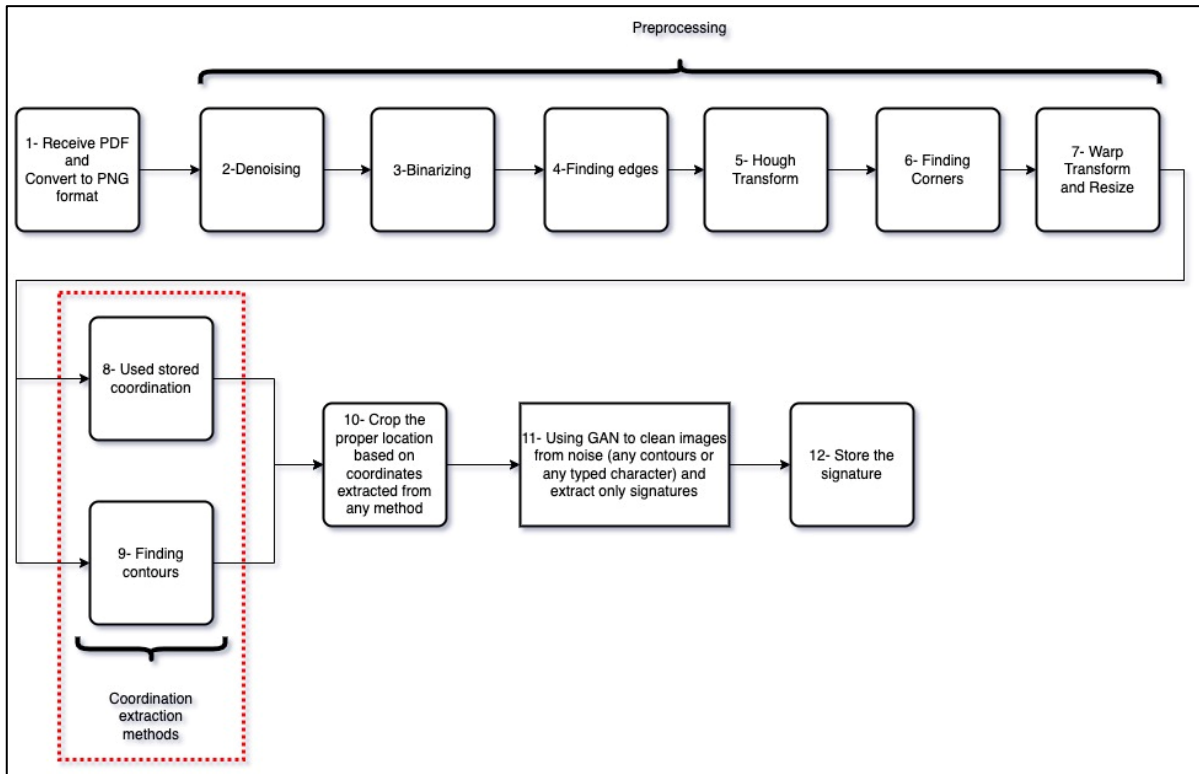 Preprocessing
1- Receive PDF
and
Convert to PNG
format
2-Denoising
3-Binarizing
4-Finding edges
5- Hough
Transform
6- Finding
Corners
7- Warp
Transform
and Resize
8- Used stored
coordination
9- Finding
contours
Coordination
extraction
methods
10- Crop the
proper location
based on
coordinates
extracted from
any method
11- Using GAN to clean images
from noise (any contours or
any typed character) and
extract only signatures
12- Store the
signature